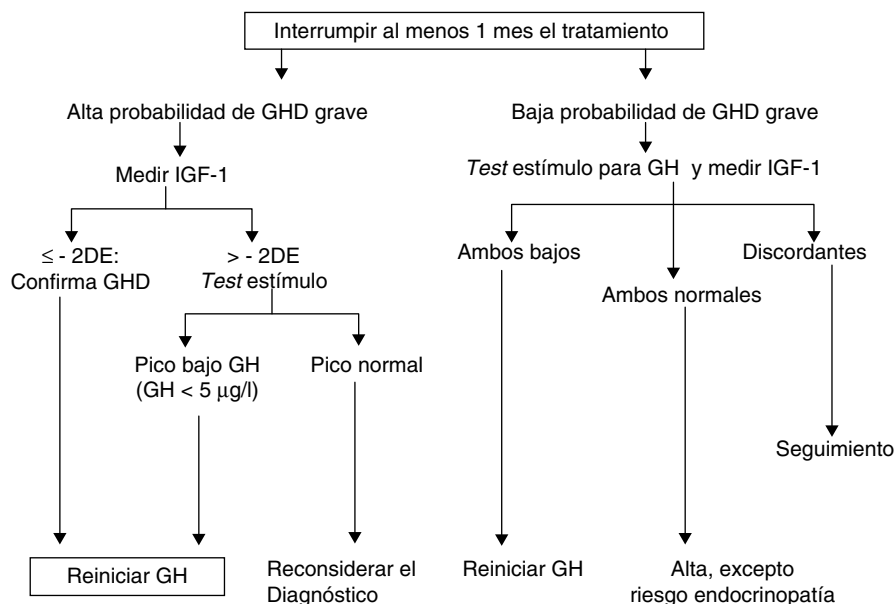 Interrumpir al menos 1 mes el tratamiento
Alta probabilidad de GHD grave
Baja probabilidad de GHD grave
Medir IGF-1
Test estímulo para GH y medir IGF-1
≤ - 2DE:
Confirma GHD
> - 2DE
Test estímulo
Ambos bajos
Ambos normales
Discordantes
Pico bajo GH
(GH < 5 μg/l)
Pico normal
Seguimiento
Reiniciar GH
Reconsiderar el
Diagnóstico
Reiniciar GH
Alta, excepto
riesgo endocrinopatía